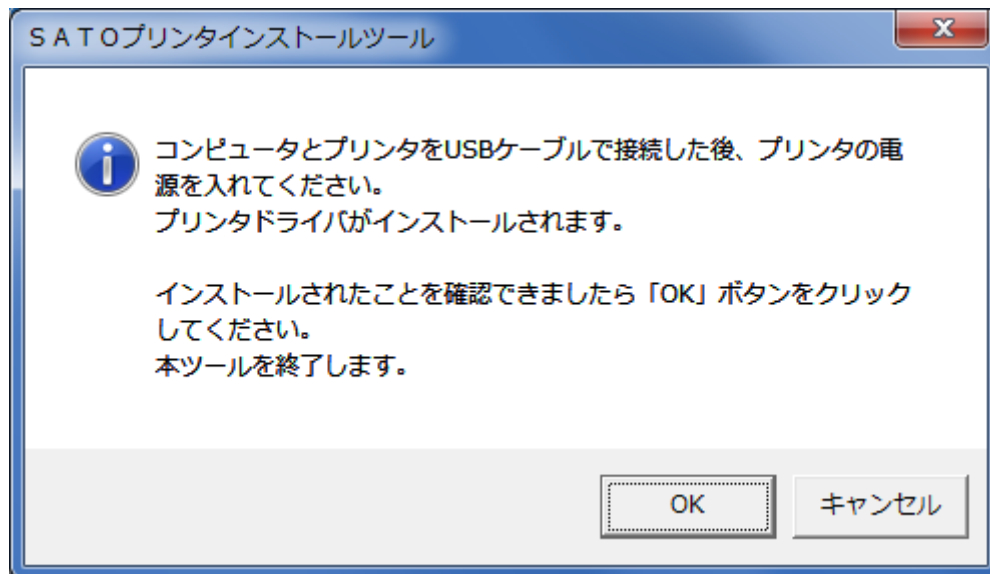 ＳＡＴＯプリンタインストールツール
コンピュータとプリンタをUSBケーブルで接続した後、プリンタの電
源を入れてください。
プリンタドライバがインストールされます。
インストールされたことを確認できましたら「OK」ボタンをクリック
してください。
本ツールを終了します。
OK
キャンセル